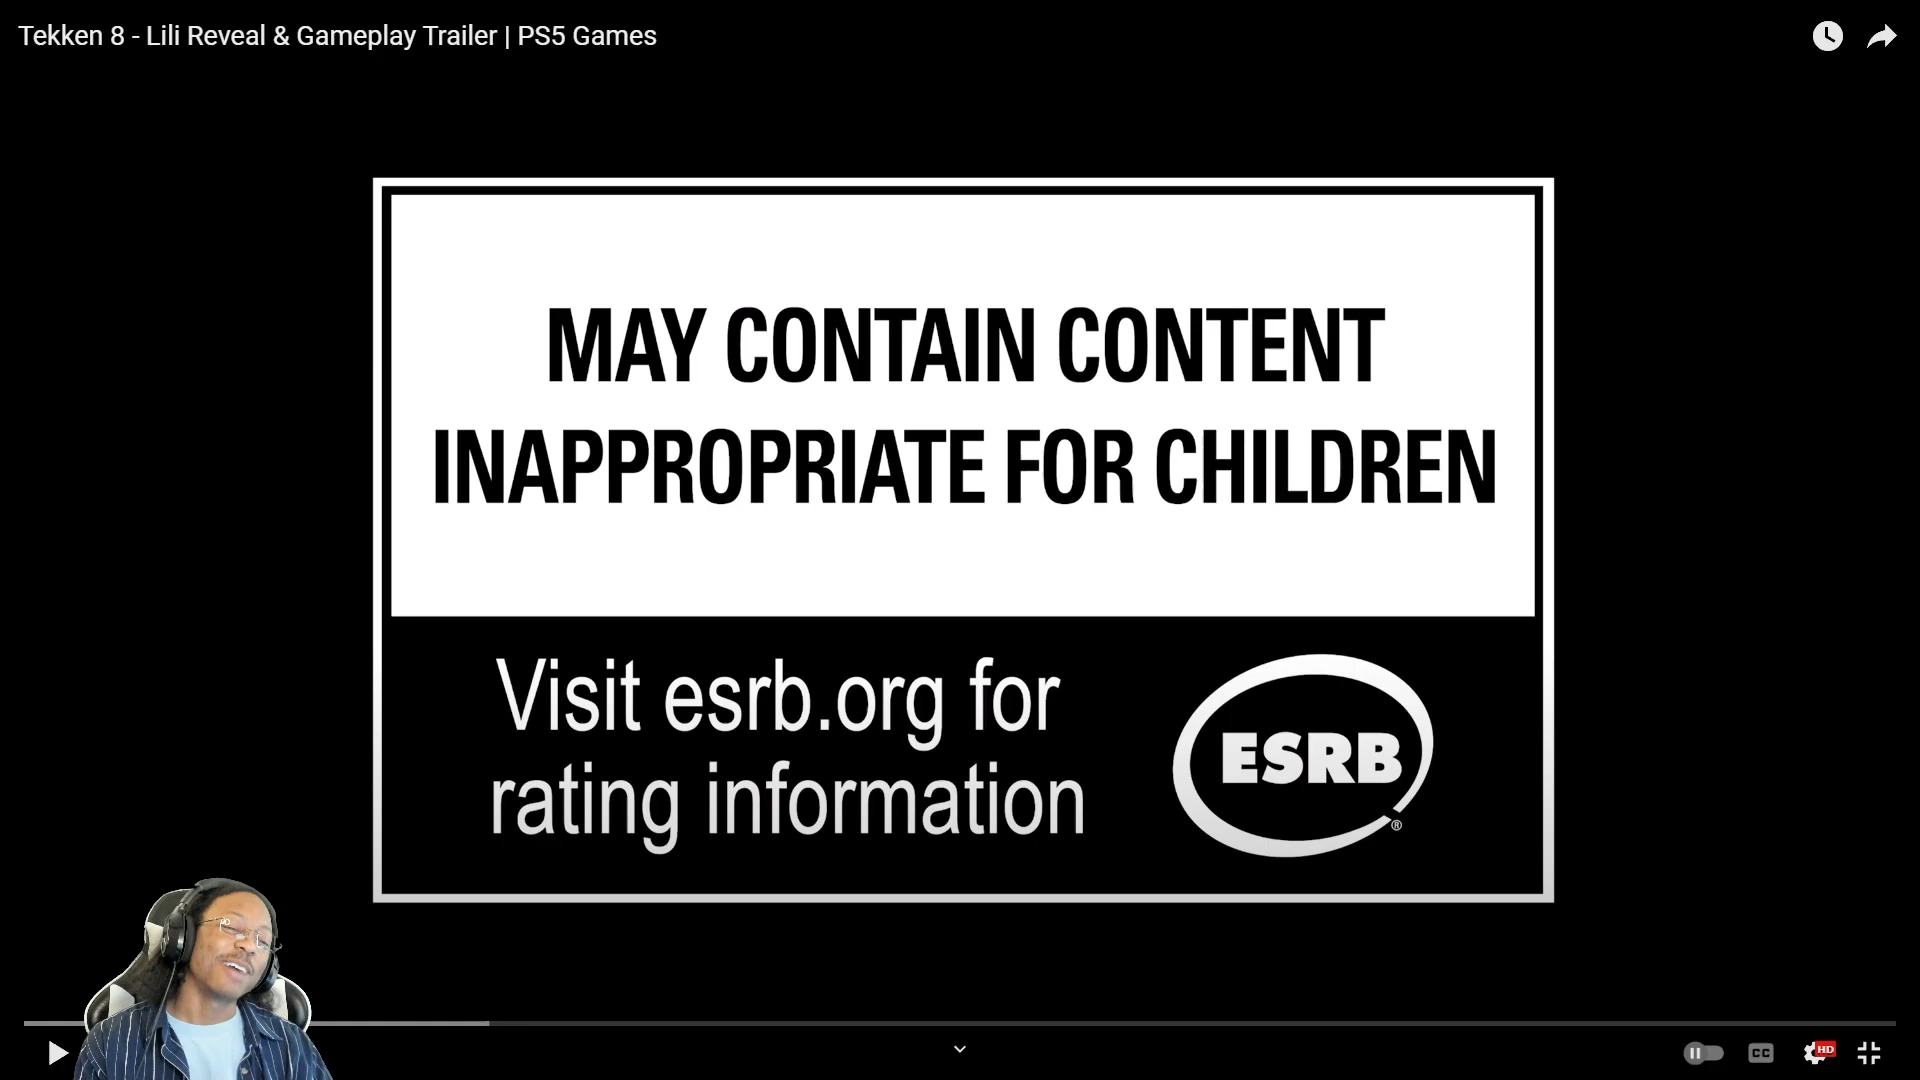 Tekken 8 - Lili Reveal & Gameplay Trailer | PS5 Games
MAY CONTAIN CONTENT
INAPPROPRIATE FOR CHILDREN
Visit esrb.org for
rating information
ESRB
®
CC
HD